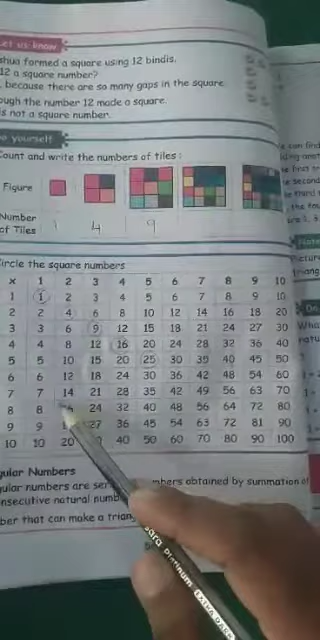 Let us know
shua formed a square using 12 bindis.
12 a square number?
because there are so many gaps in the square
ough the number 12 made a square.
is not a square number.
yourself
Count and write the numbers of tiles :
Figure
Number of Tiles 1 4 9
ircle the square numbers
x 1 2 3 4 5 6 7 8 9 10
1 1 2 3 4 5 6 7 8 9 10
2 2 4 6 8 10 12 14 16 18 20
3 3 6 9 12 15 18 21 24 27 30
4 4 8 12 16 20 24 28 32 36 40
5 5 10 15 20 25 30 35 40 45 50
6 6 12 18 24 30 36 42 48 54 60
7 7 14 21 28 35 42 49 56 63 70
8 8 24 32 40 48 56 64 72 80
9 9 27 36 45 54 63 72 81 90
10 10 20 40 50 60 70 80 90 100
gular Numbers
gular numbers are ser mbers obtained by summation of
nsecutive natural numb
ber that can make a trian
Platinum EXTRA DARK